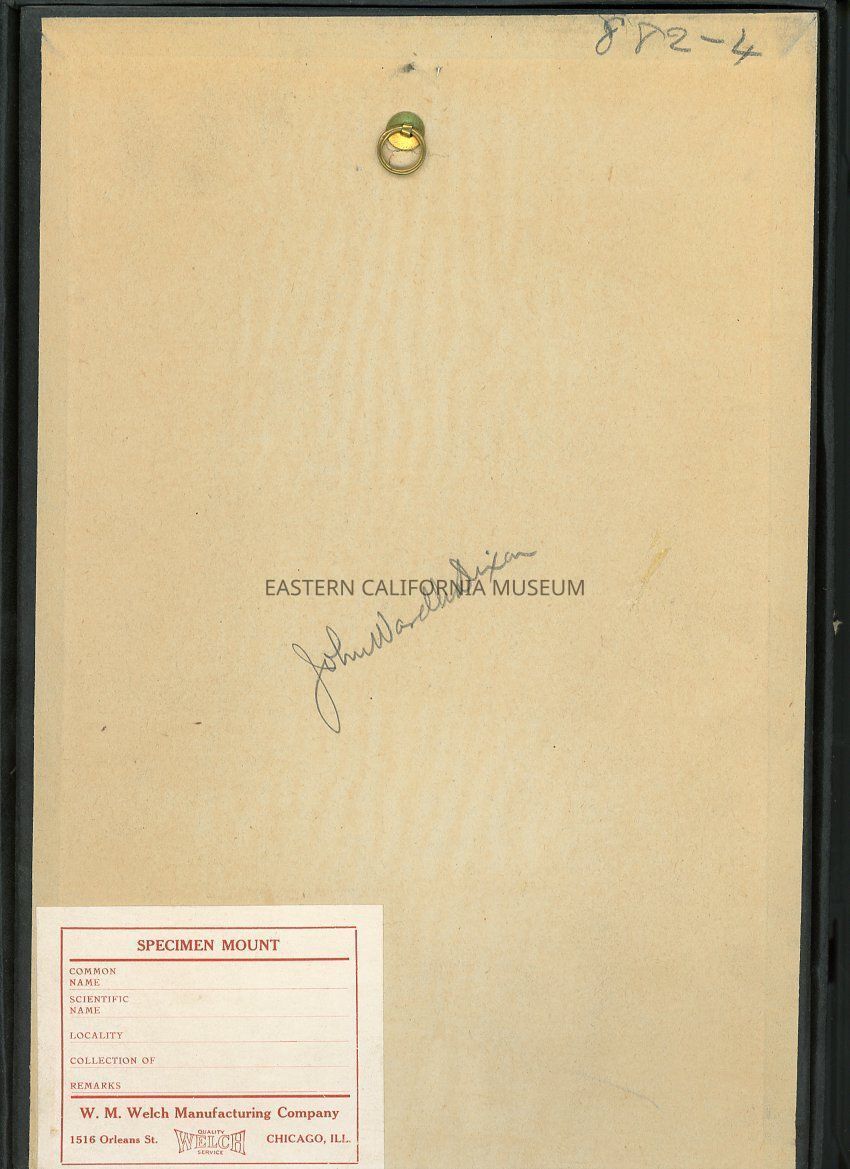 882-4
EASTERN CALIFORNIA MUSEUM
John Wardle Dixon
SPECIMEN MOUNT
COMMON
NAME
SCIENTIFIC
NAME
LOCALITY
COLLECTION OF
REMARKS
W. M. Welch Manufacturing Company
1516 Orleans St. QUALITY WELCH SERVICE CHICAGO, ILL.